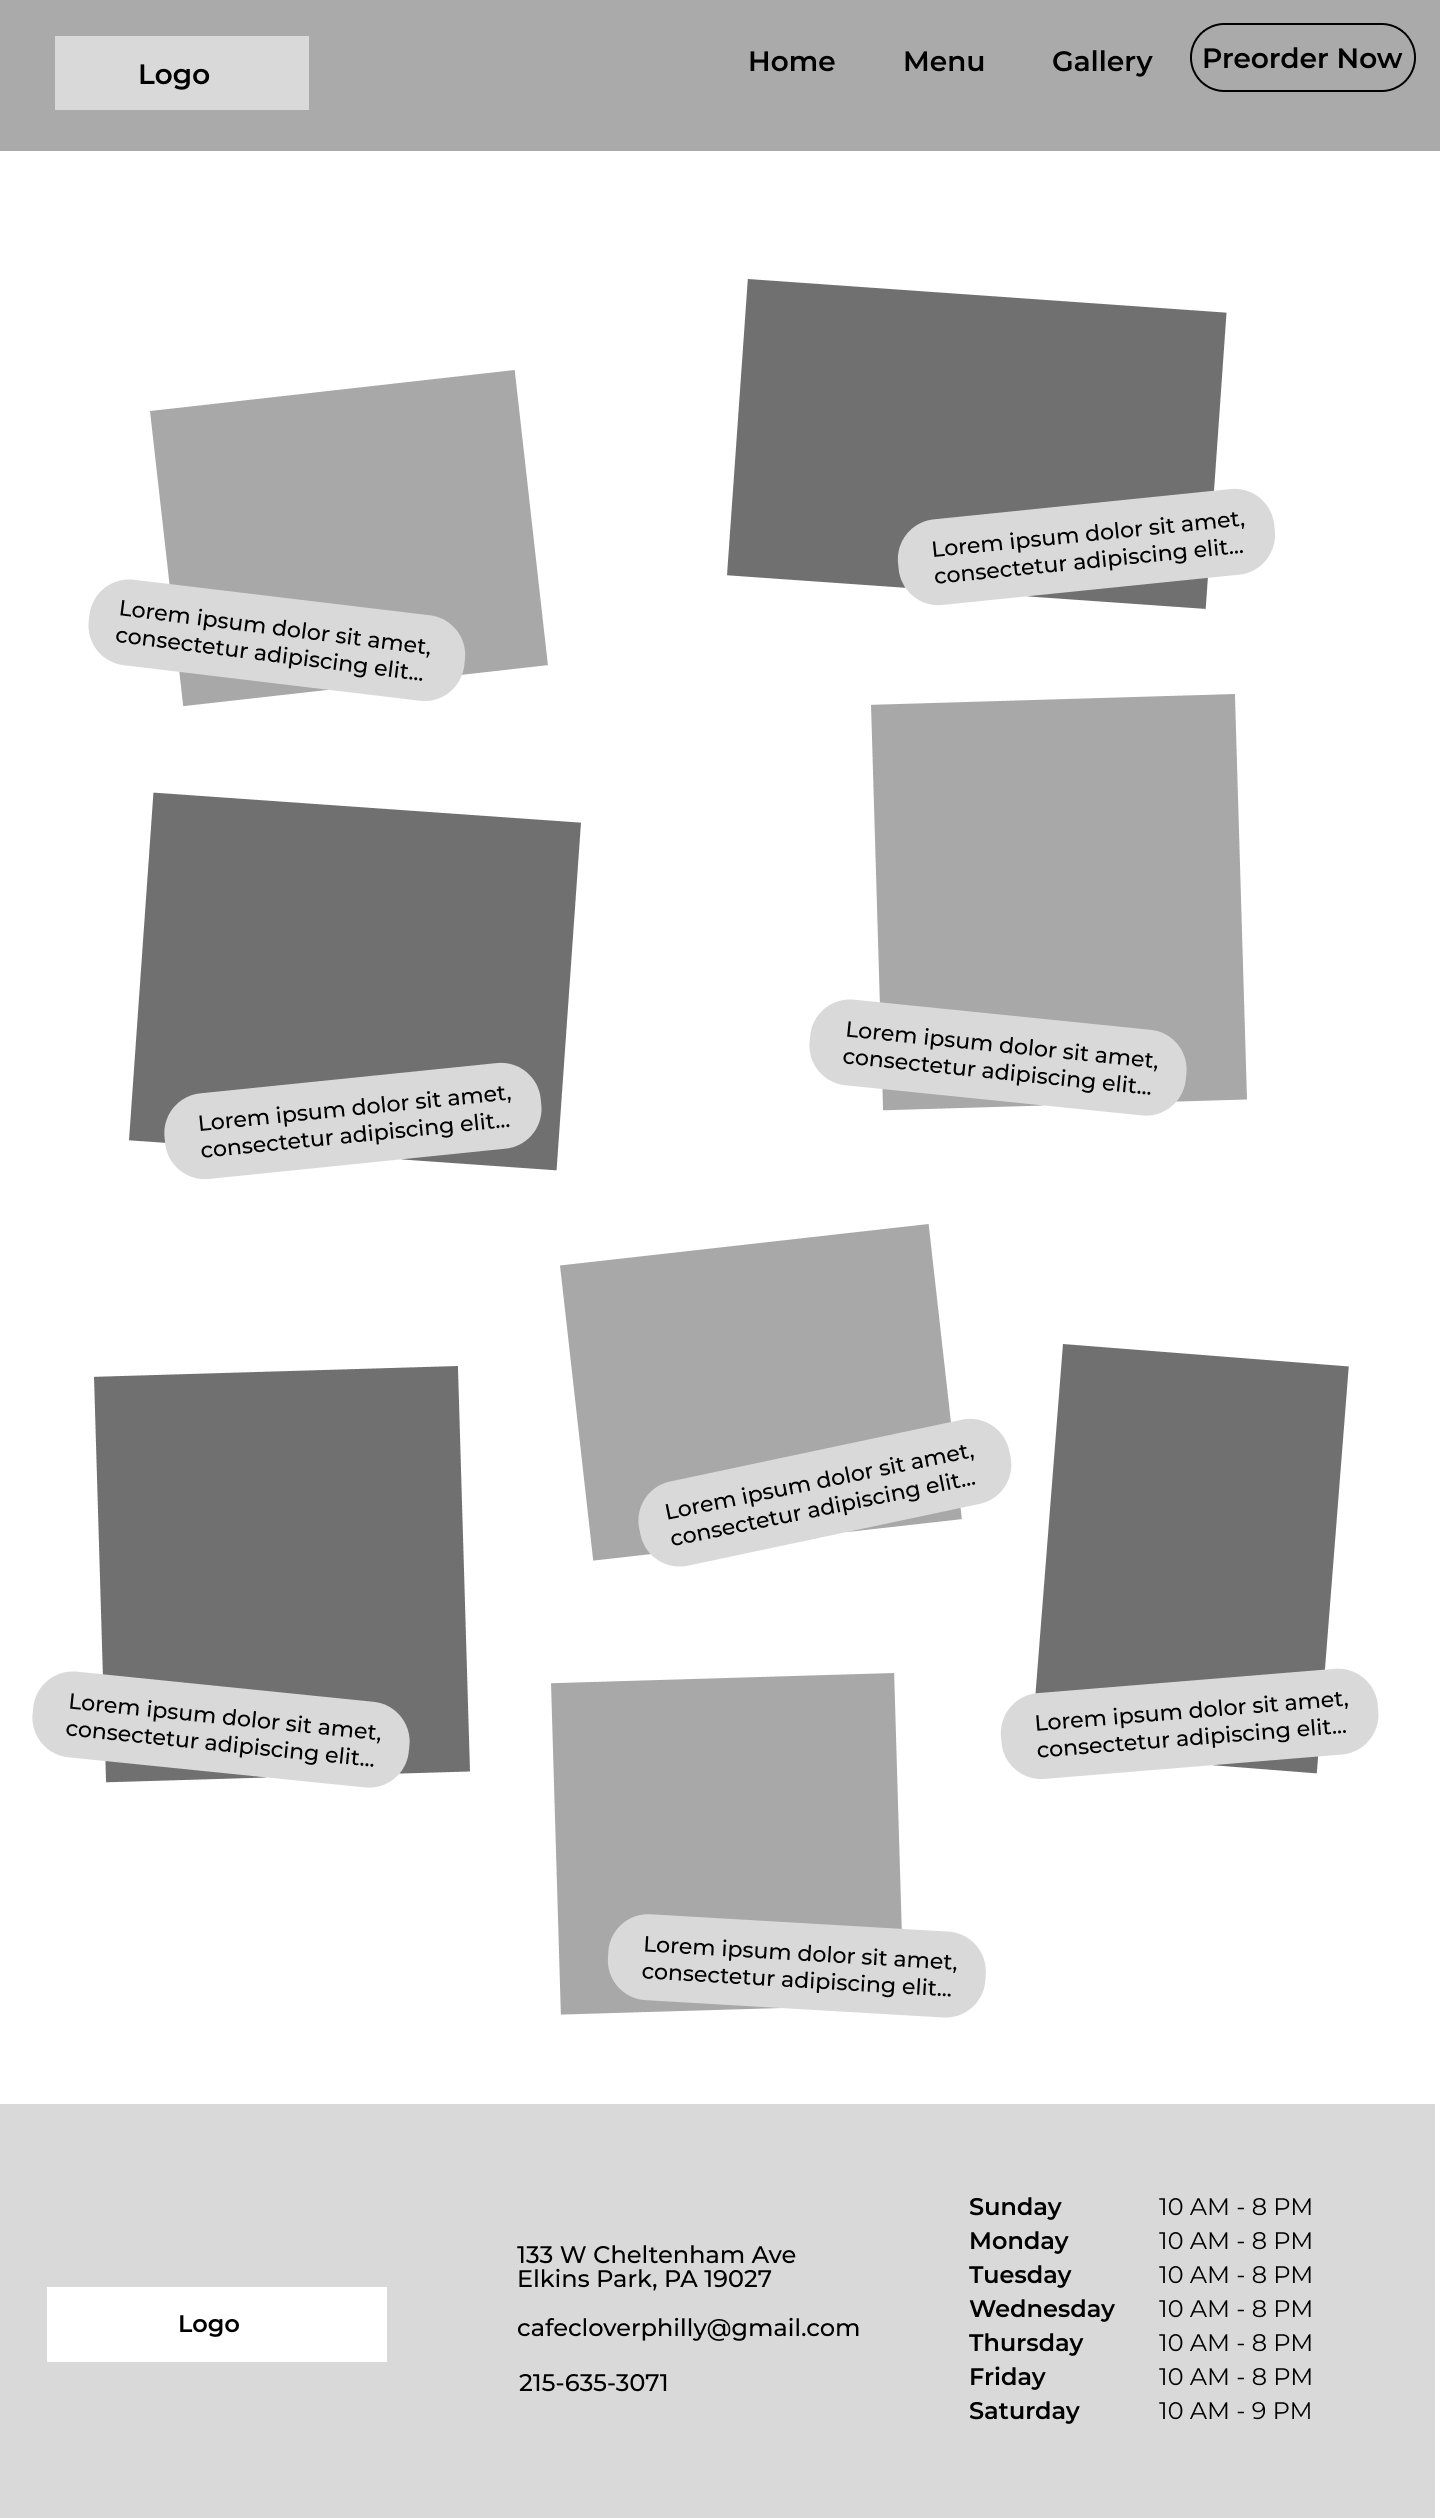 Logo
Home
Menu
Gallery
Preorder Now
Lorem ipsum dolor sit amet,
consectetur adipiscing elit...
Lorem ipsum dolor sit amet,
consectetur adipiscing elit...
Lorem ipsum dolor sit amet,
consectetur adipiscing elit...
Lorem ipsum dolor sit amet,
consectetur adipiscing elit...
Lorem ipsum dolor sit amet,
consectetur adipiscing elit...
Lorem ipsum dolor sit amet,
consectetur adipiscing elit...
Lorem ipsum dolor sit amet,
consectetur adipiscing elit...
Lorem ipsum dolor sit amet,
consectetur adipiscing elit...
Logo
133 W Cheltenham Ave
Elkins Park, PA 19027
cafecloverphilly@gmail.com
215-635-3071
Sunday 10 AM - 8 PM
Monday 10 AM - 8 PM
Tuesday 10 AM - 8 PM
Wednesday 10 AM - 8 PM
Thursday 10 AM - 8 PM
Friday 10 AM - 8 PM
Saturday 10 AM - 9 PM